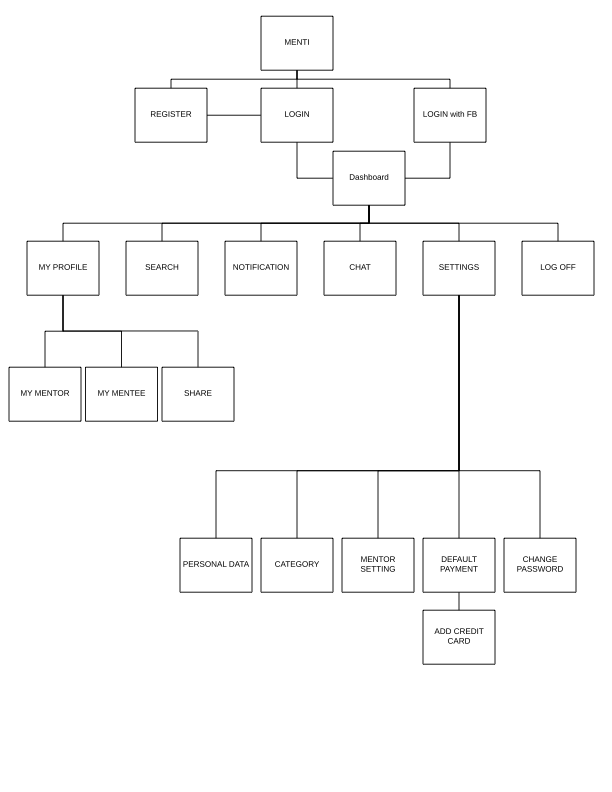 MENTI
REGISTER
LOGIN
LOGIN with FB
Dashboard
MY PROFILE
SEARCH
NOTIFICATION
CHAT
SETTINGS
LOG OFF
MY MENTOR
MY MENTEE
SHARE
PERSONAL DATA
CATEGORY
MENTOR
SETTING
DEFAULT
PAYMENT
CHANGE
PASSWORD
ADD CREDIT
CARD